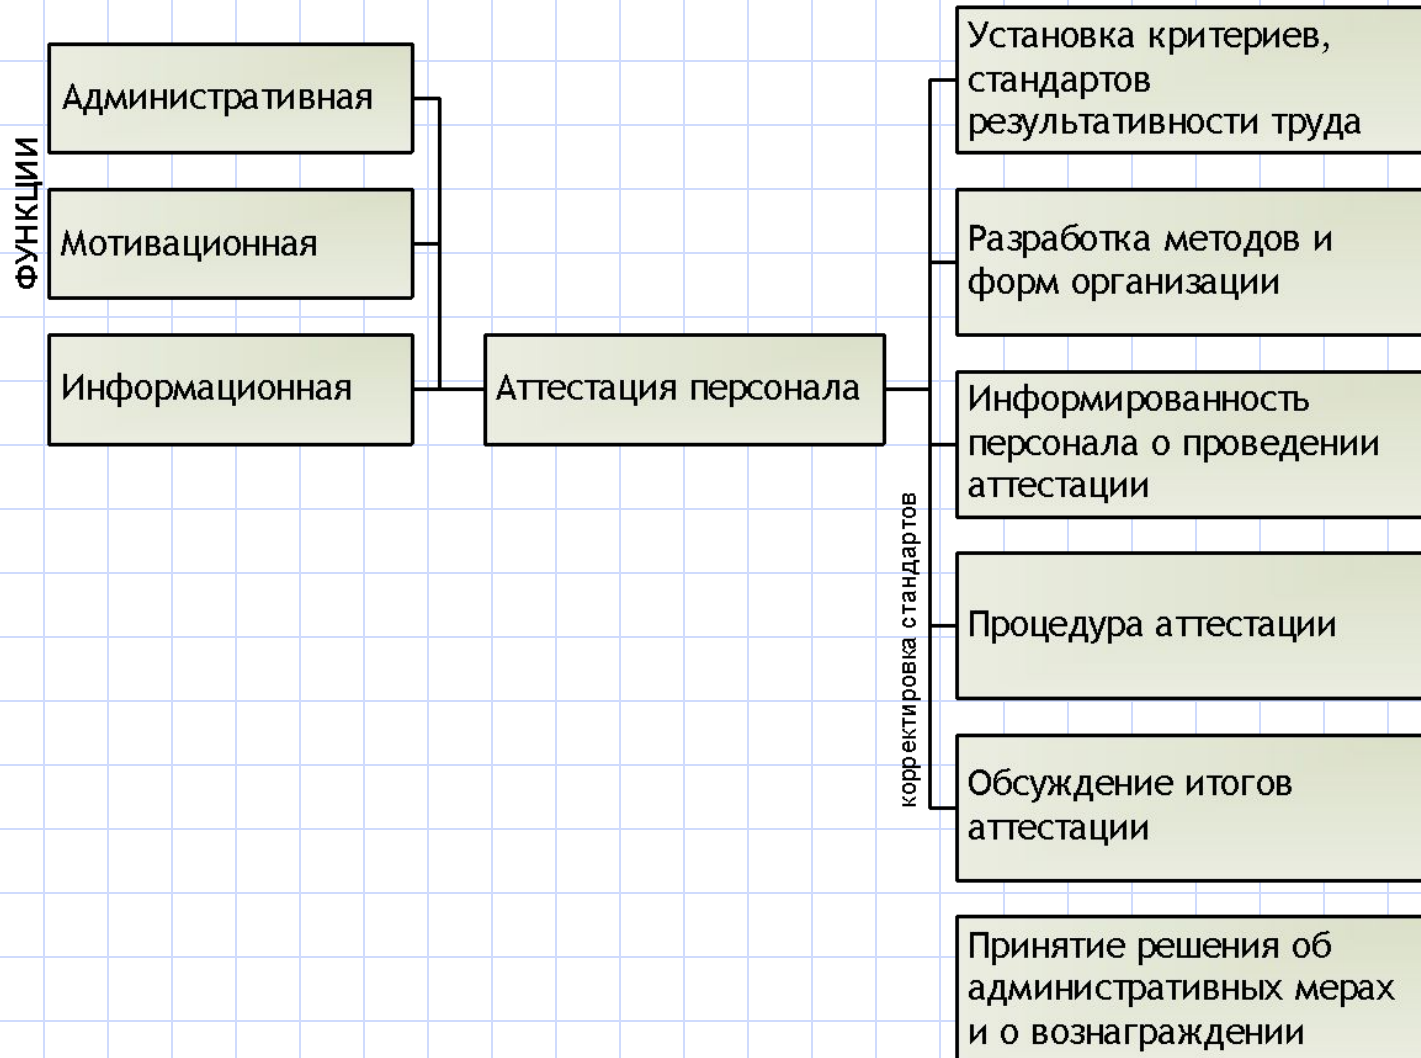 ФУНКЦИИ
Административная
Мотивационная
Информационная
Аттестация персонала
корректировка стандартов
Установка критериев,
стандартов
результативности труда
Разработка методов и
форм организации
Информированность
персонала о проведении
аттестации
Процедура аттестации
Обсуждение итогов
аттестации
Принятие решения об
административных мерах
и о вознаграждении